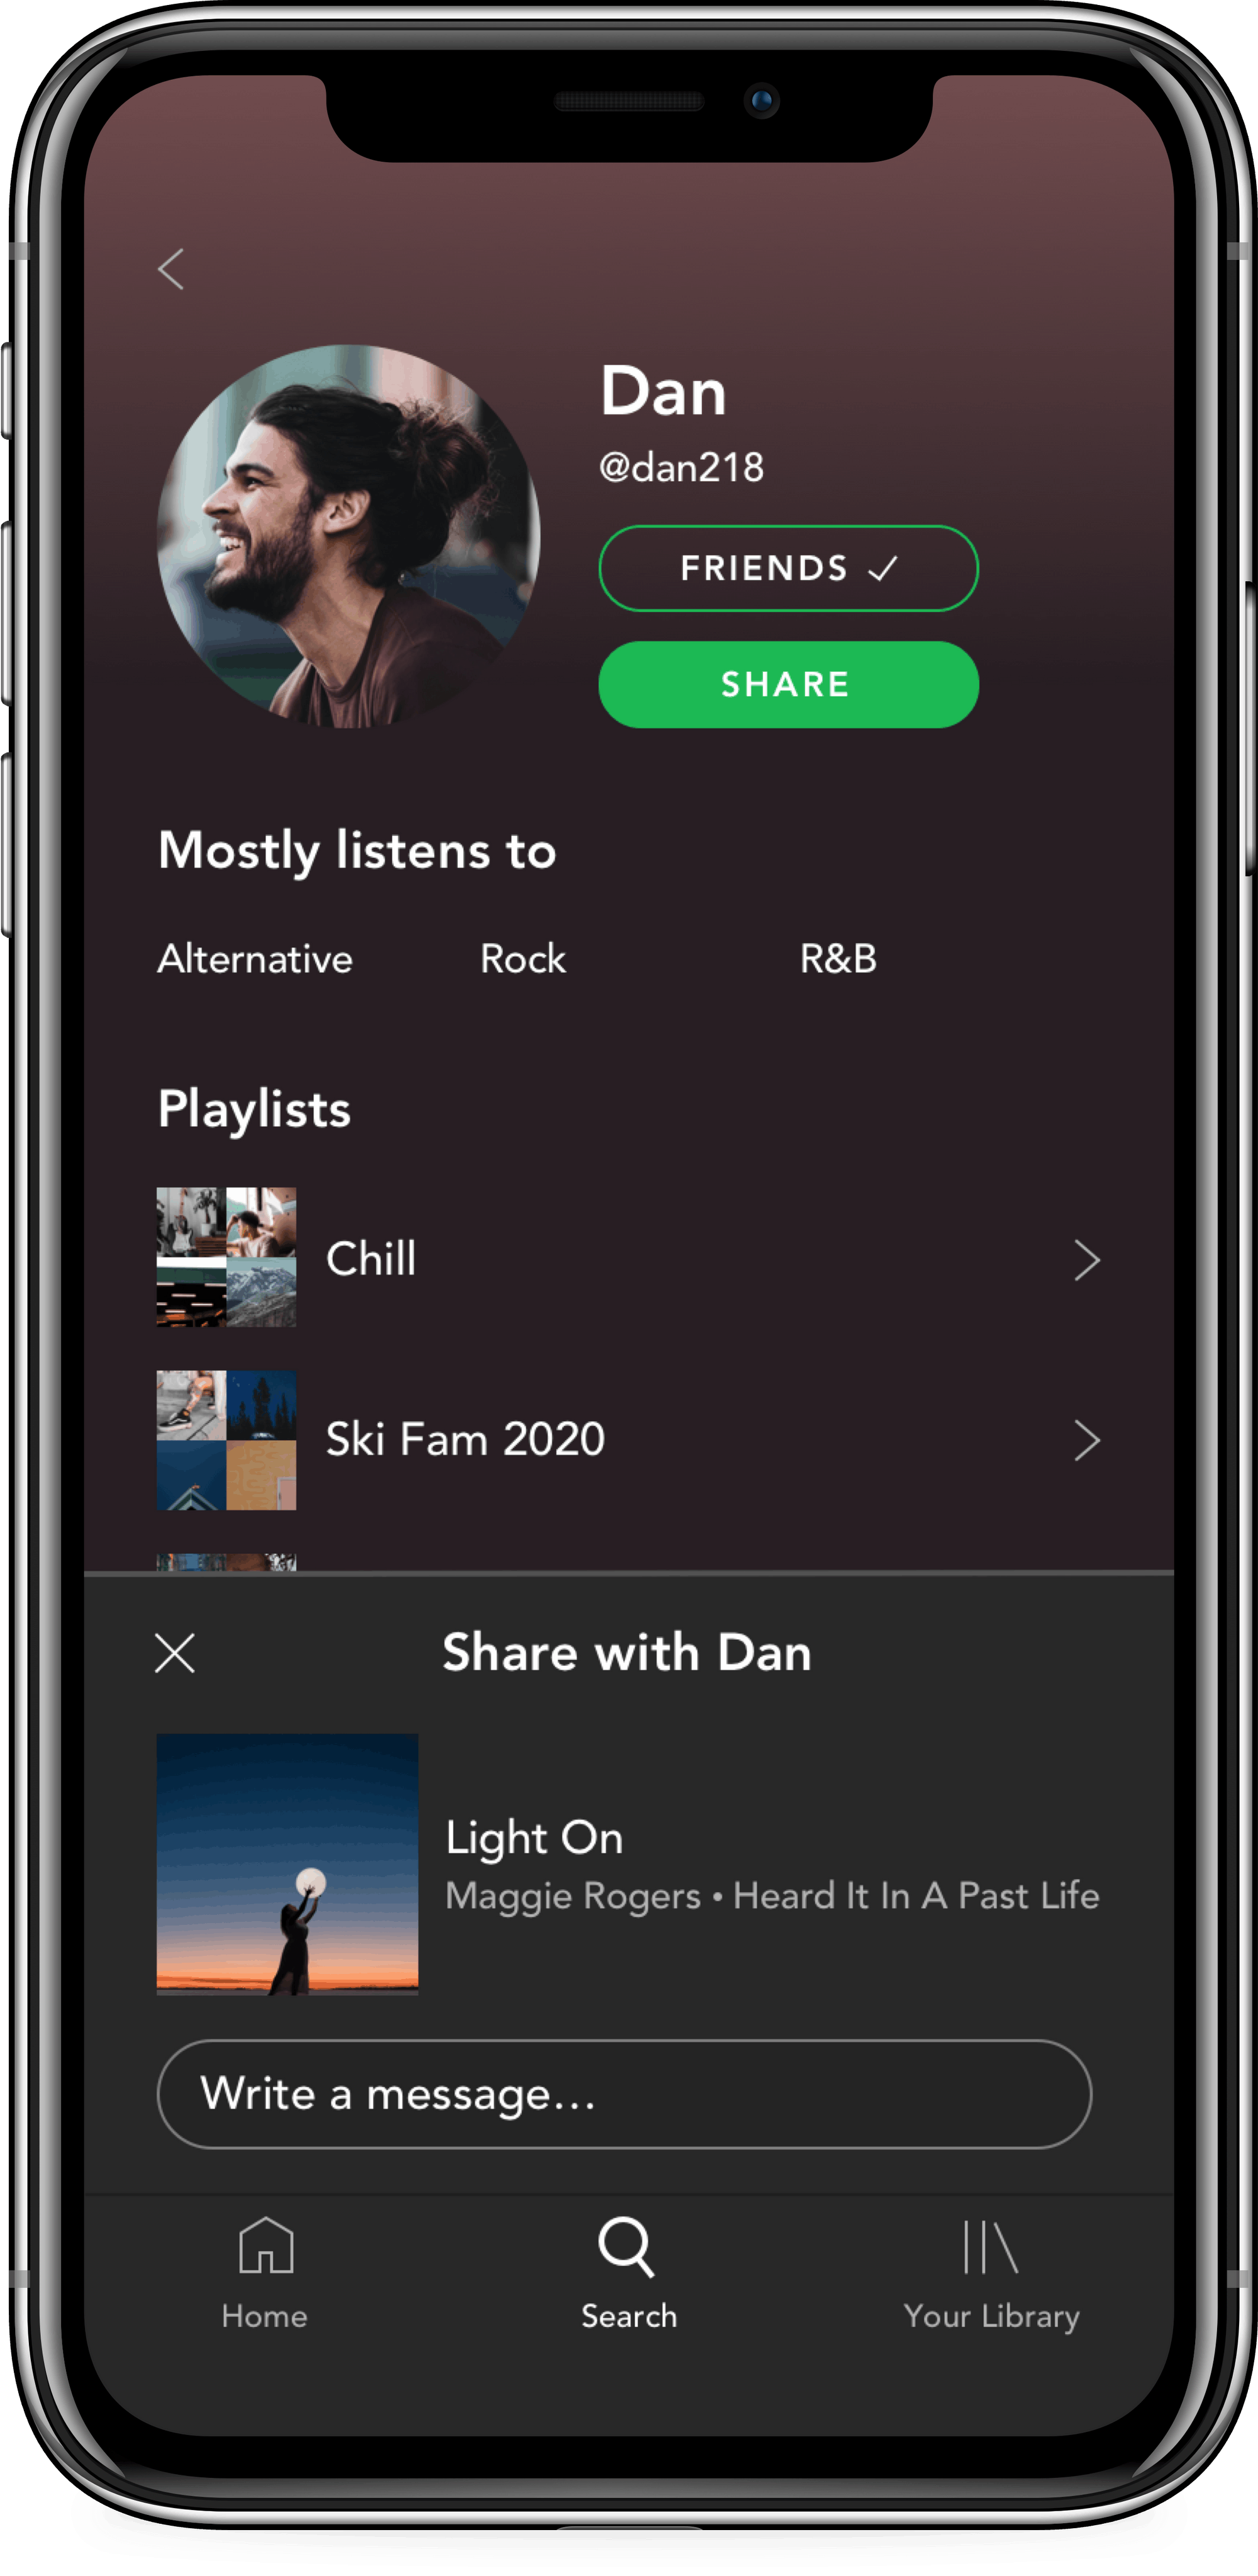 Dan
@dan218
FRIENDS ✓
SHARE
Mostly listens to
Alternative Rock R&B
Playlists
Chill
Ski Fam 2020
Share with Dan
Light On
Maggie Rogers • Heard It In A Past Life
Write a message...
Home Search Your Library